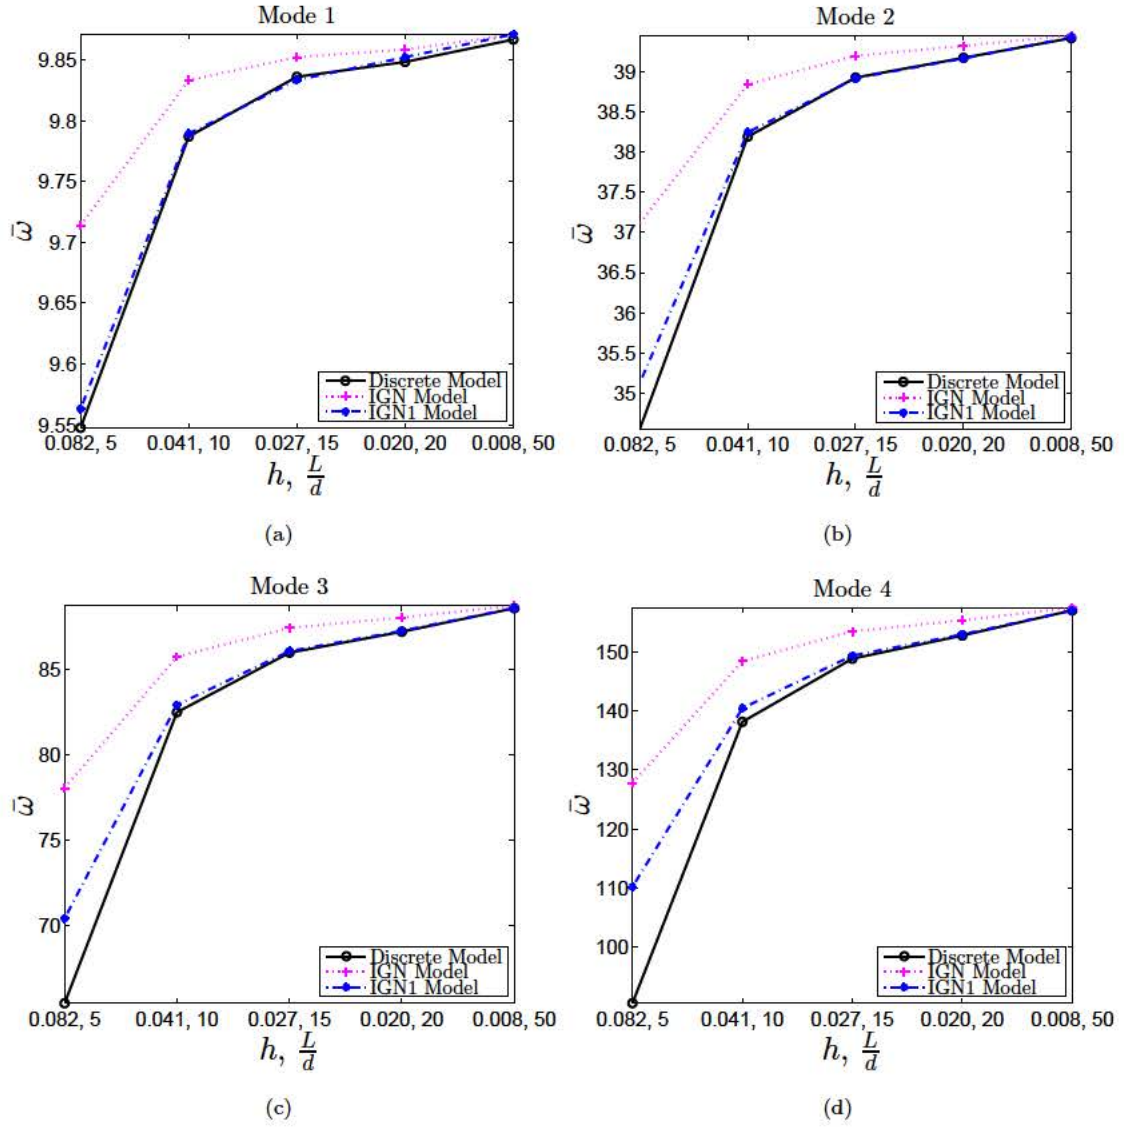 Mode 1
9.85
9.8
9.75
9.7
9.65
9.6
9.55
ω̄
Discrete Model
IGN Model
IGN1 Model
0.082, 5 0.041, 10 0.027, 15 0.020, 20 0.008, 50
h, L/d
(a)
Mode 2
39
38.5
38
37.5
37
36.5
36
35.5
35
ω̄
Discrete Model
IGN Model
IGN1 Model
0.082, 5 0.041, 10 0.027, 15 0.020, 20 0.008, 50
h, L/d
(b)
Mode 3
85
80
75
70
ω̄
Discrete Model
IGN Model
IGN1 Model
0.082, 5 0.041, 10 0.027, 15 0.020, 20 0.008, 50
h, L/d
(c)
Mode 4
150
140
130
120
110
100
ω̄
Discrete Model
IGN Model
IGN1 Model
0.082, 5 0.041, 10 0.027, 15 0.020, 20 0.008, 50
h, L/d
(d)